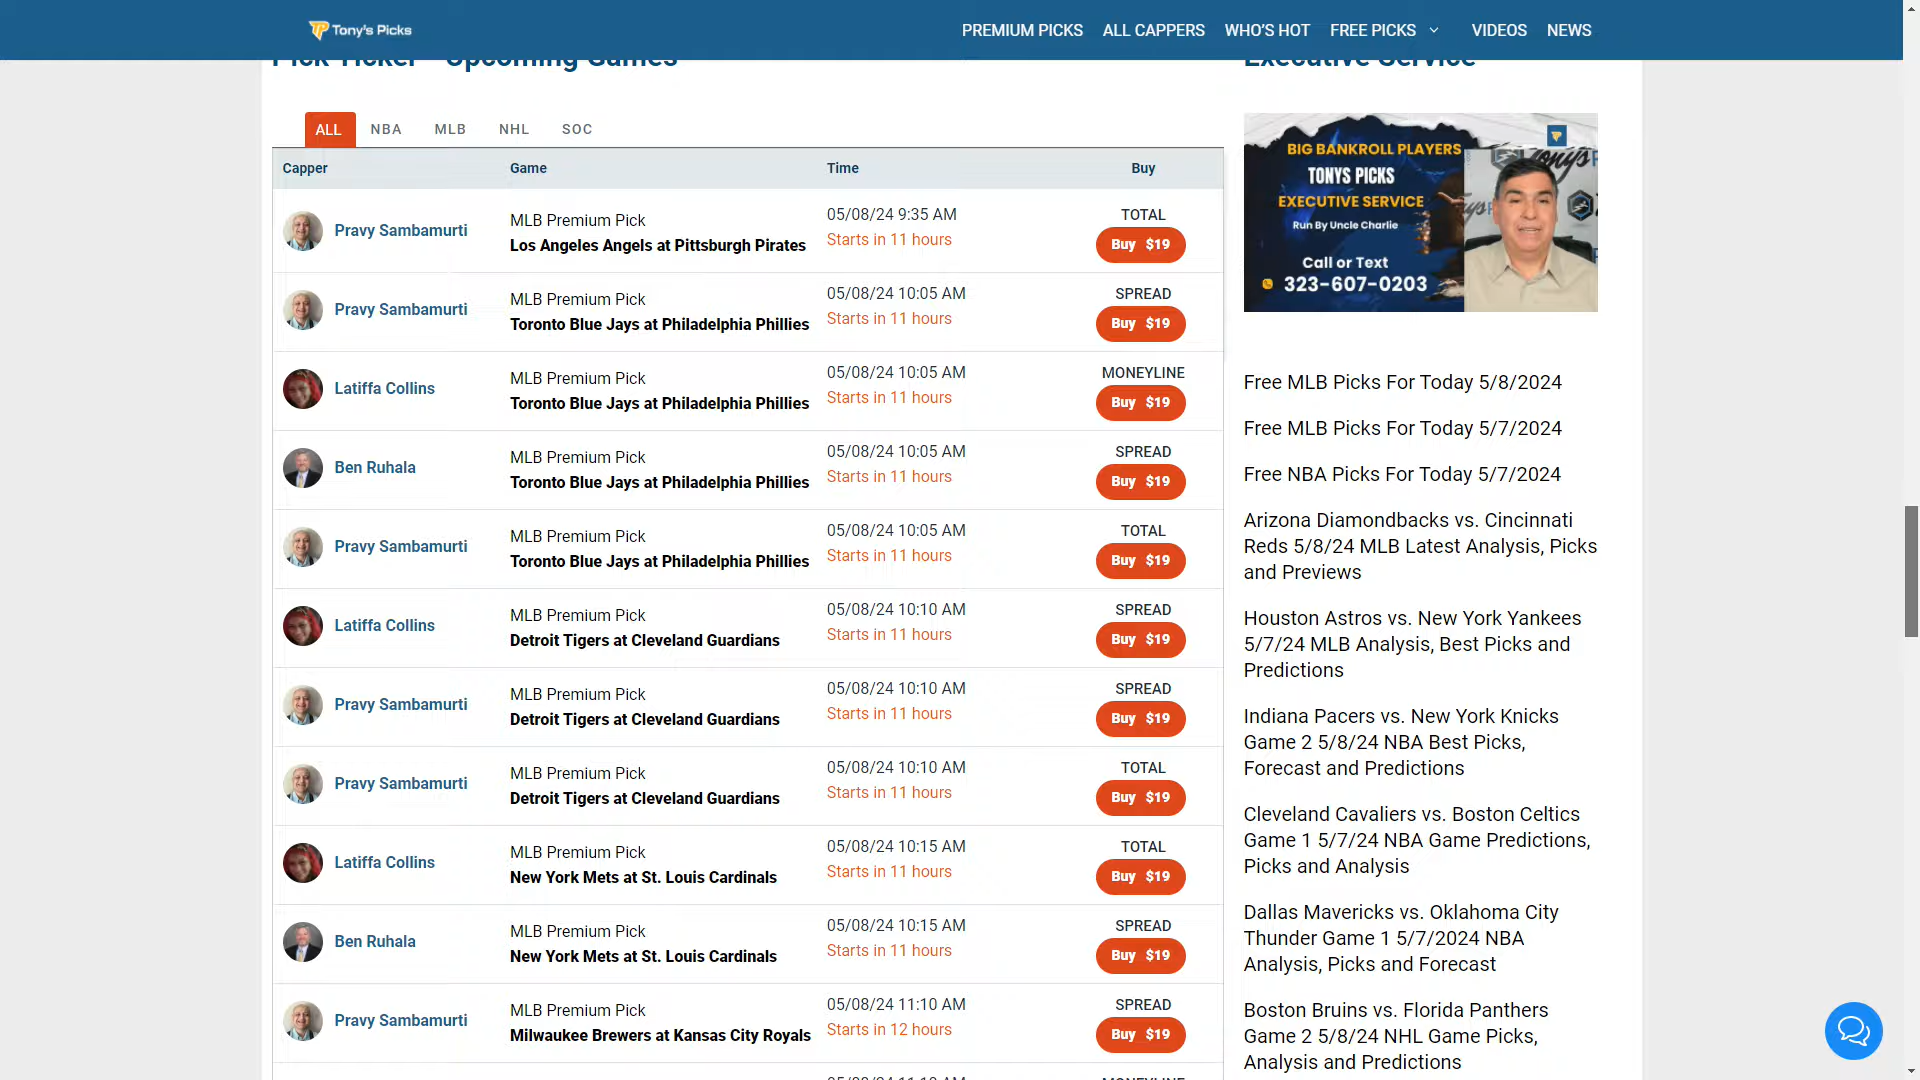 Tony's Picks
PREMIUM PICKS
ALL CAPPERS
WHO'S HOT
FREE PICKS
VIDEOS
NEWS
Pick Ticker - Upcoming Games
ALL
NBA
MLB
NHL
SOC
Capper Game Time Buy
Pravy Sambamurti
MLB Premium Pick
Los Angeles Angels at Pittsburgh Pirates
05/08/24 9:35 AM
Starts in 11 hours
TOTAL
Buy $19
Pravy Sambamurti
MLB Premium Pick
Toronto Blue Jays at Philadelphia Phillies
05/08/24 10:05 AM
Starts in 11 hours
SPREAD
Buy $19
Latiffa Collins
MLB Premium Pick
Toronto Blue Jays at Philadelphia Phillies
05/08/24 10:05 AM
Starts in 11 hours
MONEYLINE
Buy $19
Ben Ruhala
MLB Premium Pick
Toronto Blue Jays at Philadelphia Phillies
05/08/24 10:05 AM
Starts in 11 hours
SPREAD
Buy $19
Pravy Sambamurti
MLB Premium Pick
Toronto Blue Jays at Philadelphia Phillies
05/08/24 10:05 AM
Starts in 11 hours
TOTAL
Buy $19
Latiffa Collins
MLB Premium Pick
Detroit Tigers at Cleveland Guardians
05/08/24 10:10 AM
Starts in 11 hours
SPREAD
Buy $19
Pravy Sambamurti
MLB Premium Pick
Detroit Tigers at Cleveland Guardians
05/08/24 10:10 AM
Starts in 11 hours
SPREAD
Buy $19
Pravy Sambamurti
MLB Premium Pick
Detroit Tigers at Cleveland Guardians
05/08/24 10:10 AM
Starts in 11 hours
TOTAL
Buy $19
Latiffa Collins
MLB Premium Pick
New York Mets at St. Louis Cardinals
05/08/24 10:15 AM
Starts in 11 hours
TOTAL
Buy $19
Ben Ruhala
MLB Premium Pick
New York Mets at St. Louis Cardinals
05/08/24 10:15 AM
Starts in 11 hours
SPREAD
Buy $19
Pravy Sambamurti
MLB Premium Pick
Milwaukee Brewers at Kansas City Royals
05/08/24 11:10 AM
Starts in 12 hours
SPREAD
Buy $19
Executive Service
BIG BANKROLL PLAYERS
TONYS PICKS
EXECUTIVE SERVICE
Run By Uncle Charlie
Call or Text
323-607-0203
Free MLB Picks For Today 5/8/2024
Free MLB Picks For Today 5/7/2024
Free NBA Picks For Today 5/7/2024
Arizona Diamondbacks vs. Cincinnati
Reds 5/8/24 MLB Latest Analysis, Picks
and Previews
Houston Astros vs. New York Yankees
5/7/24 MLB Analysis, Best Picks and
Predictions
Indiana Pacers vs. New York Knicks
Game 2 5/8/24 NBA Best Picks,
Forecast and Predictions
Cleveland Cavaliers vs. Boston Celtics
Game 1 5/7/24 NBA Game Predictions,
Picks and Analysis
Dallas Mavericks vs. Oklahoma City
Thunder Game 1 5/7/2024 NBA
Analysis, Picks and Forecast
Boston Bruins vs. Florida Panthers
Game 2 5/8/24 NHL Game Picks,
Analysis and Predictions